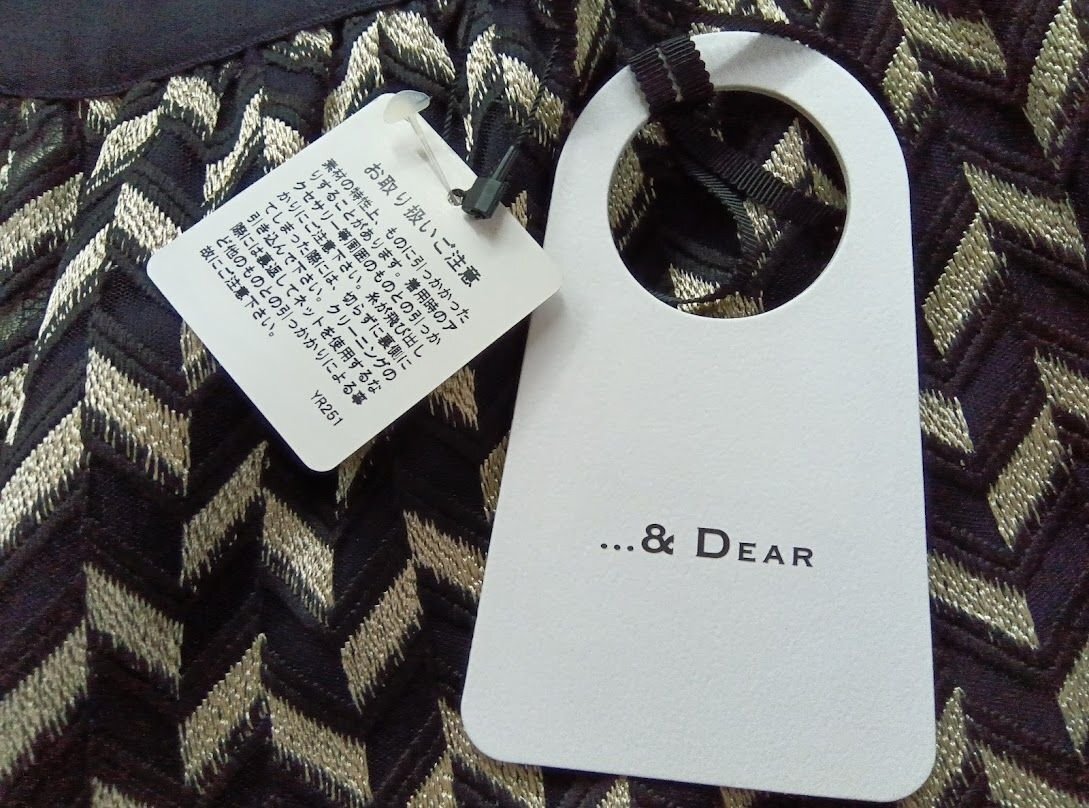 お取り扱いご注意
素材の特性上、ものに引つかかった
りすることがあります。着用時のア
クセサリー等周囲のものとの引っか
かりにご注意下さい。糸が飛び出し
てしまった際には、切らずに裏側に
引き込んで下さい。クリーニングの
際には裏返してネットを使用するな
ど他のものとの引つかかりによる事
故にご注意下さい。
YR251
...& DEAR